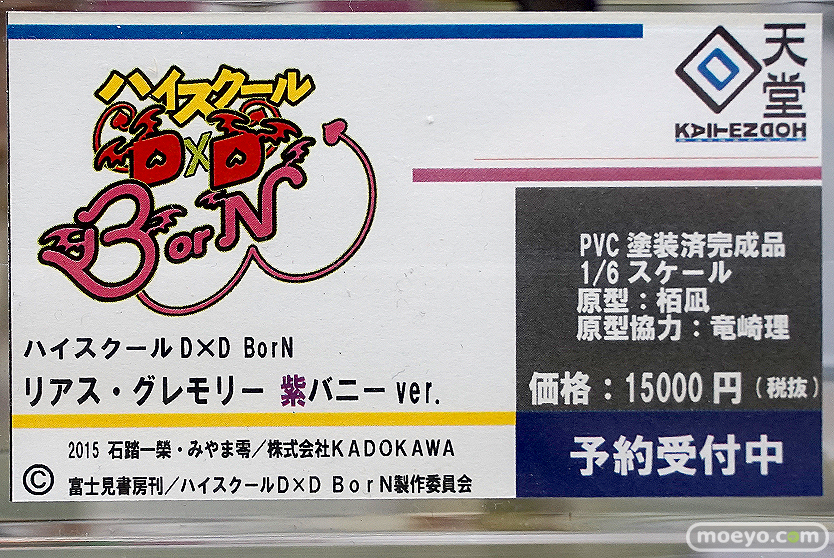 天堂
KAITENDOH
ハイスクール
D×D
BorN
PVC 塗装済完成品
1/6 スケール
原型：栢凪
原型協力：竜崎理
ハイスクールD×D BorN
リアス・グレモリー 紫バニー ver.
価格：15000円（税抜）
予約受付中
©
2015 石踏一榮・みやま零／株式会社KADOKAWA
富士見書房刊／ハイスクールD×D BorN製作委員会
moeyo.com